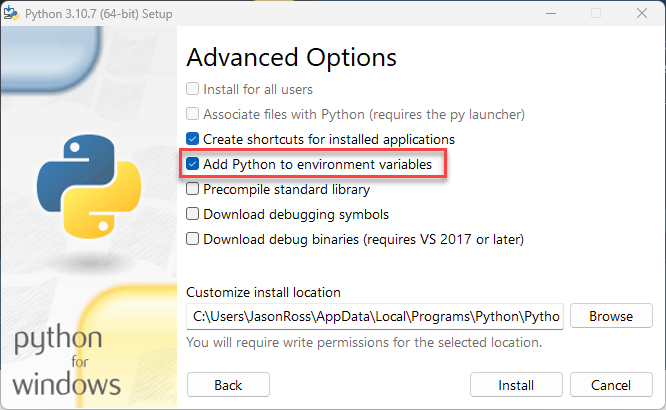 Python 3.10.7 (64-bit) Setup
Advanced Options
Install for all users
Associate files with Python (requires the py launcher)
Create shortcuts for installed applications
Add Python to environment variables
Precompile standard library
Download debugging symbols
Download debug binaries (requires VS 2017 or later)
Customize install location
C:\Users\JasonRoss\AppData\Local\Programs\Python\Pytho
Browse
You will require write permissions for the selected location.
python
for
windows
Back
Install
Cancel